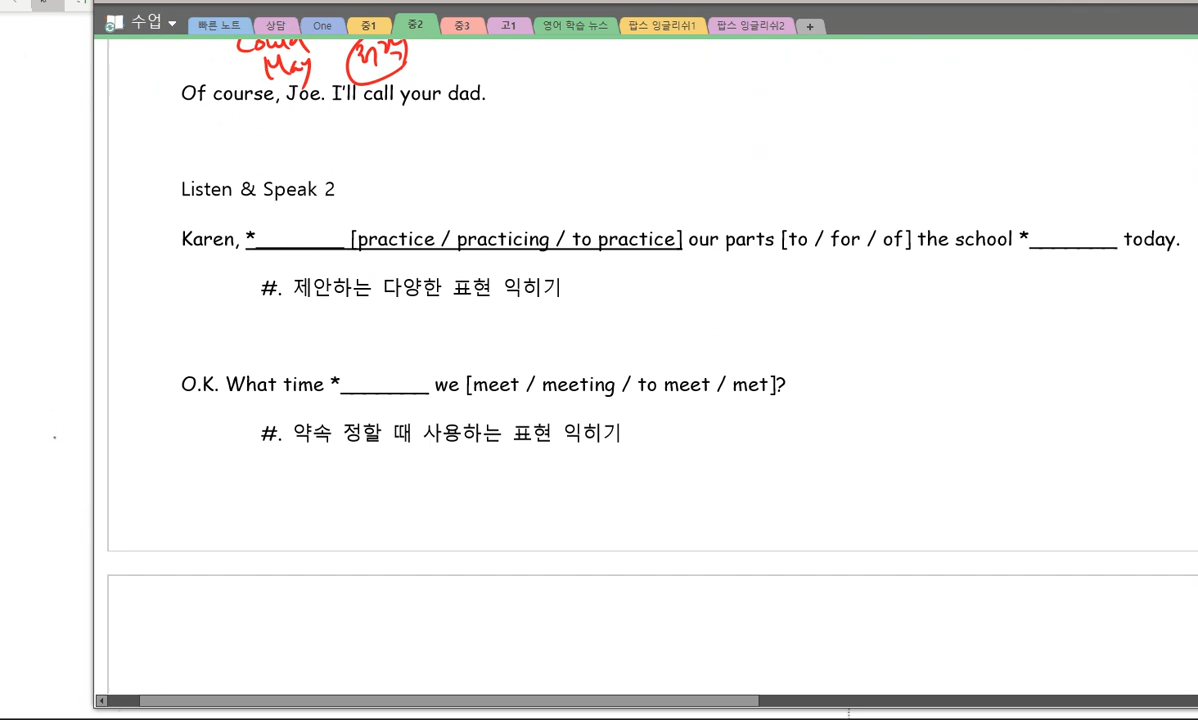 수업 빠른 노트 상담 One 중1 중2 중3 고1 영어 학습 뉴스 팝스 잉글리쉬1 팝스 잉글리쉬2 +
Could
May 허락
Of course, Joe. I'll call your dad.
Listen & Speak 2
Karen, *________ [practice / practicing / to practice] our parts [to / for / of] the school *________ today.
#. 제안하는 다양한 표현 익히기
O.K. What time *________ we [meet / meeting / to meet / met]?
#. 약속 정할 때 사용하는 표현 익히기